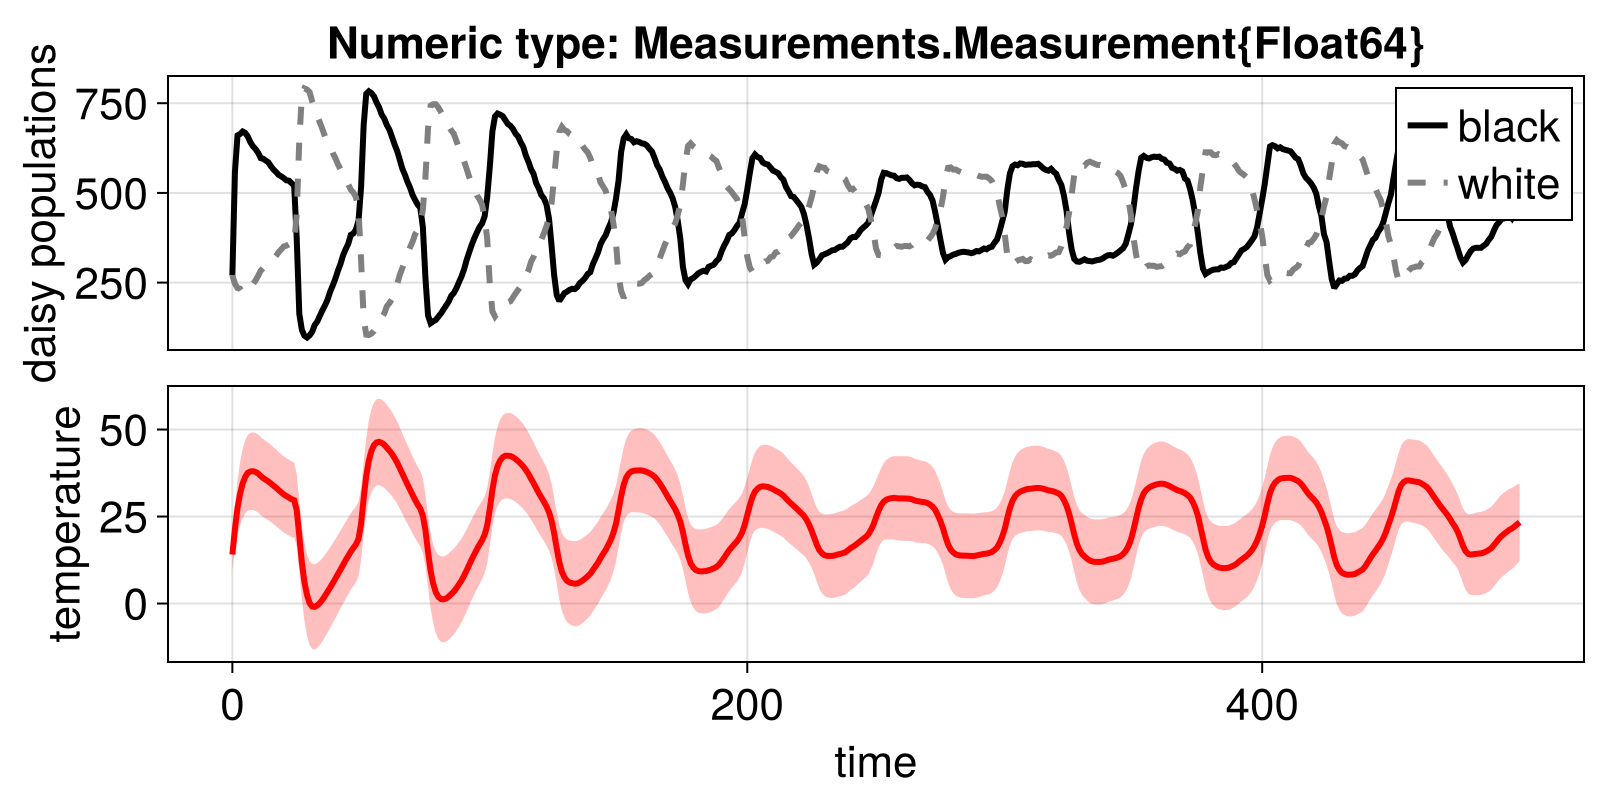 Numeric type: Measurements.Measurement{Float64}
daisy populations
750
500
250
black
white
temperature
50
25
0
0
200
400
time